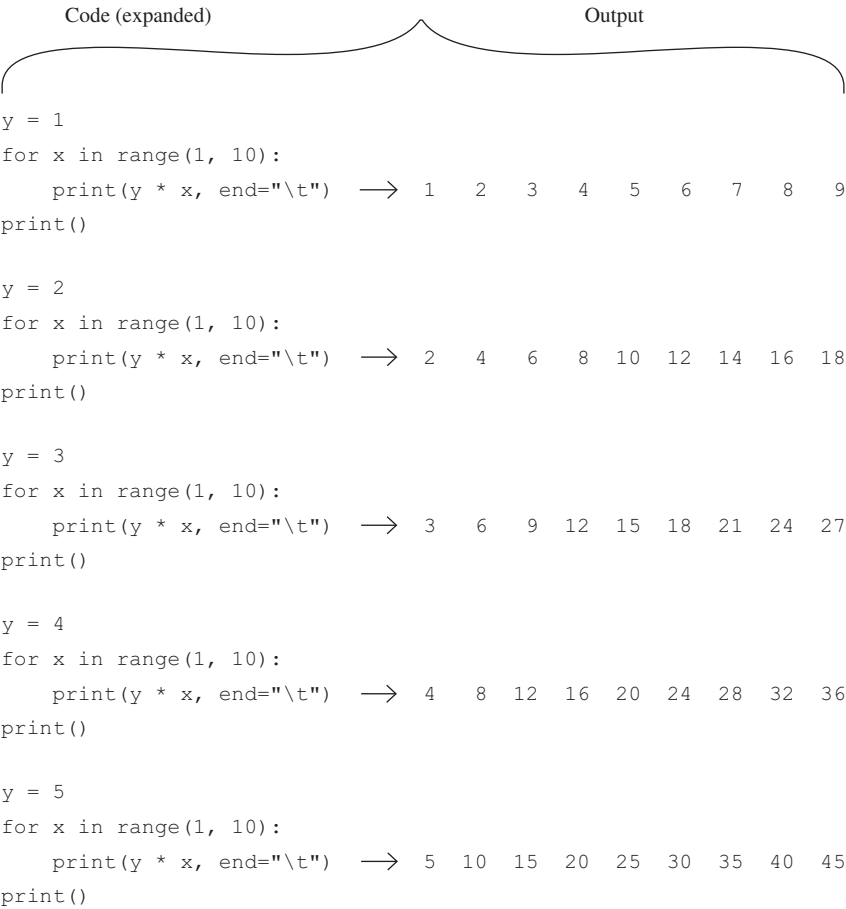 Code (expanded) Output
y = 1
for x in range(1, 10):
    print(y * x, end="\t") → 1 2 3 4 5 6 7 8 9
print()
y = 2
for x in range(1, 10):
    print(y * x, end="\t") → 2 4 6 8 10 12 14 16 18
print()
y = 3
for x in range(1, 10):
    print(y * x, end="\t") → 3 6 9 12 15 18 21 24 27
print()
y = 4
for x in range(1, 10):
    print(y * x, end="\t") → 4 8 12 16 20 24 28 32 36
print()
y = 5
for x in range(1, 10):
    print(y * x, end="\t") → 5 10 15 20 25 30 35 40 45
print()